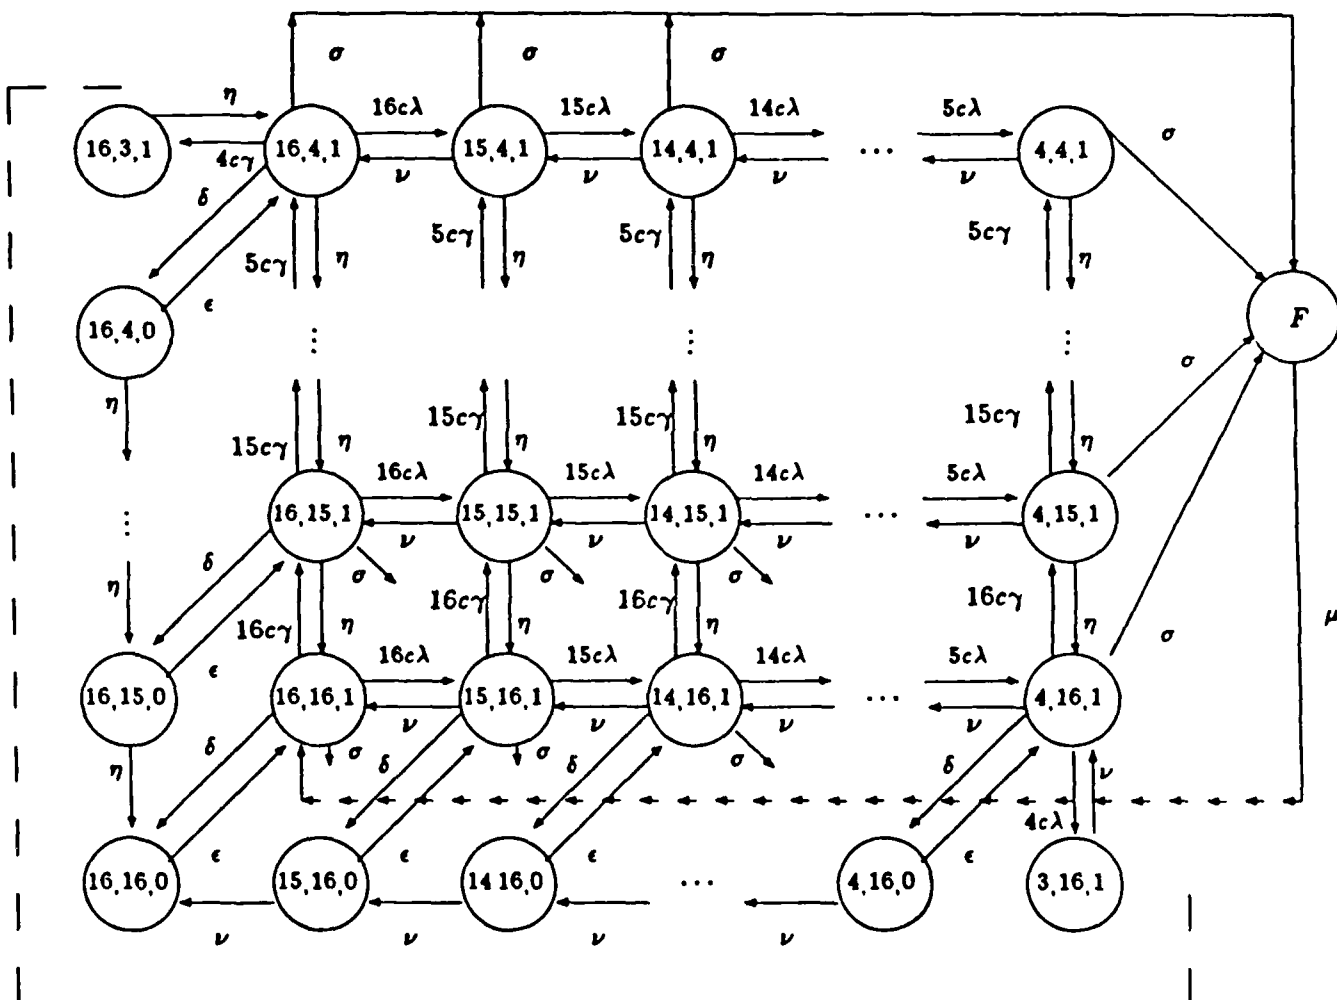 σ σ σ
η 16cλ 15cλ 14cλ 5cλ σ
16,3,1 16,4,1 15,4,1 14,4,1 ··· 4,4,1
4cγ ν ν ν ν
δ
5cγ η 5cγ η 5cγ η 5cγ η
ϵ
16,4,0 F
⋮ ⋮ ⋮
σ
η
15cγ η 15cγ η 15cγ η 15cγ η
16cλ 15cλ 14cλ 5cλ
⋮ 16,15,1 15,15,1 14,15,1 ··· 4,15,1
ν ν ν ν
δ σ σ σ
η
16cγ η 16cγ η 16cγ η 16cγ η
μ
ϵ 16cλ 15cλ 14cλ 5cλ σ
16,15,0 16,16,1 15,16,1 14,16,1 ··· 4,16,1
ν ν ν ν
δ σ δ σ δ σ δ
η ν
4cλ
ϵ ϵ ϵ ϵ
16,16,0 15,16,0 14 16,0 ··· 4,16,0 3,16,1
ν ν ν ν